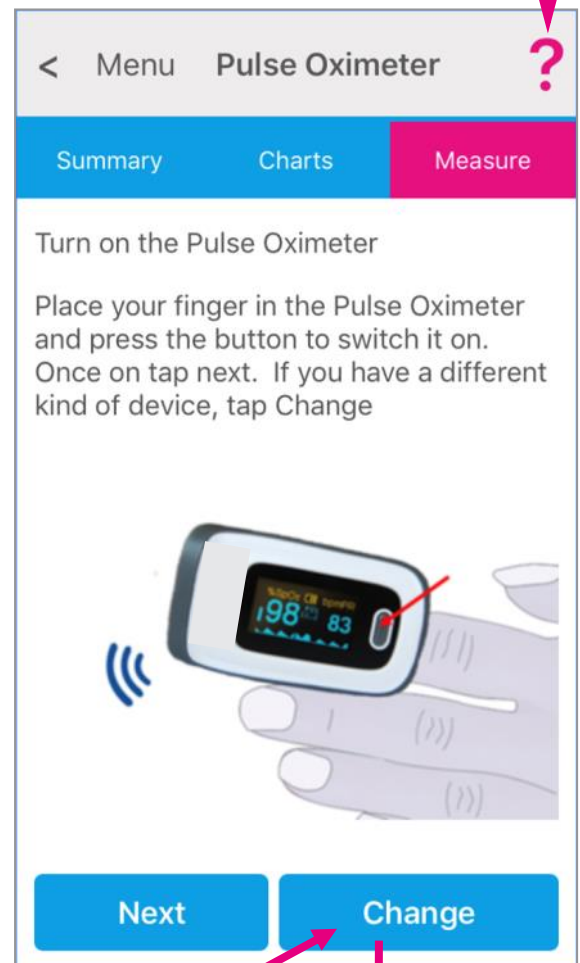 < Menu Pulse Oximeter ?
Summary Charts Measure
Turn on the Pulse Oximeter
Place your finger in the Pulse Oximeter
and press the button to switch it on.
Once on tap next. If you have a different
kind of device, tap Change
%SpO₂
98 83
Next Change